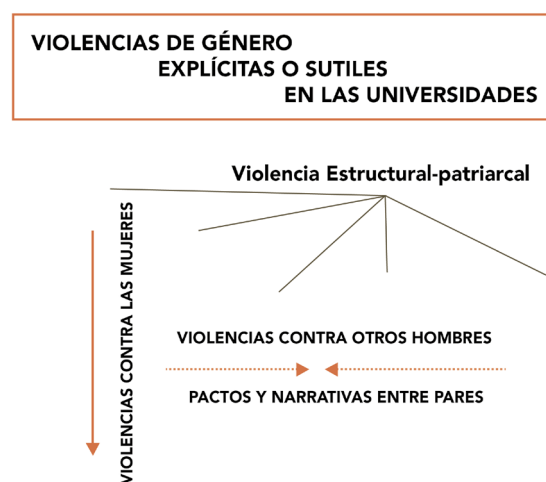 VIOLENCIAS DE GÉNERO
EXPLÍCITAS O SUTILES
EN LAS UNIVERSIDADES
Violencia Estructural-patriarcal
VIOLENCIAS CONTRA LAS MUJERES
VIOLENCIAS CONTRA OTROS HOMBRES
PACTOS Y NARRATIVAS ENTRE PARES